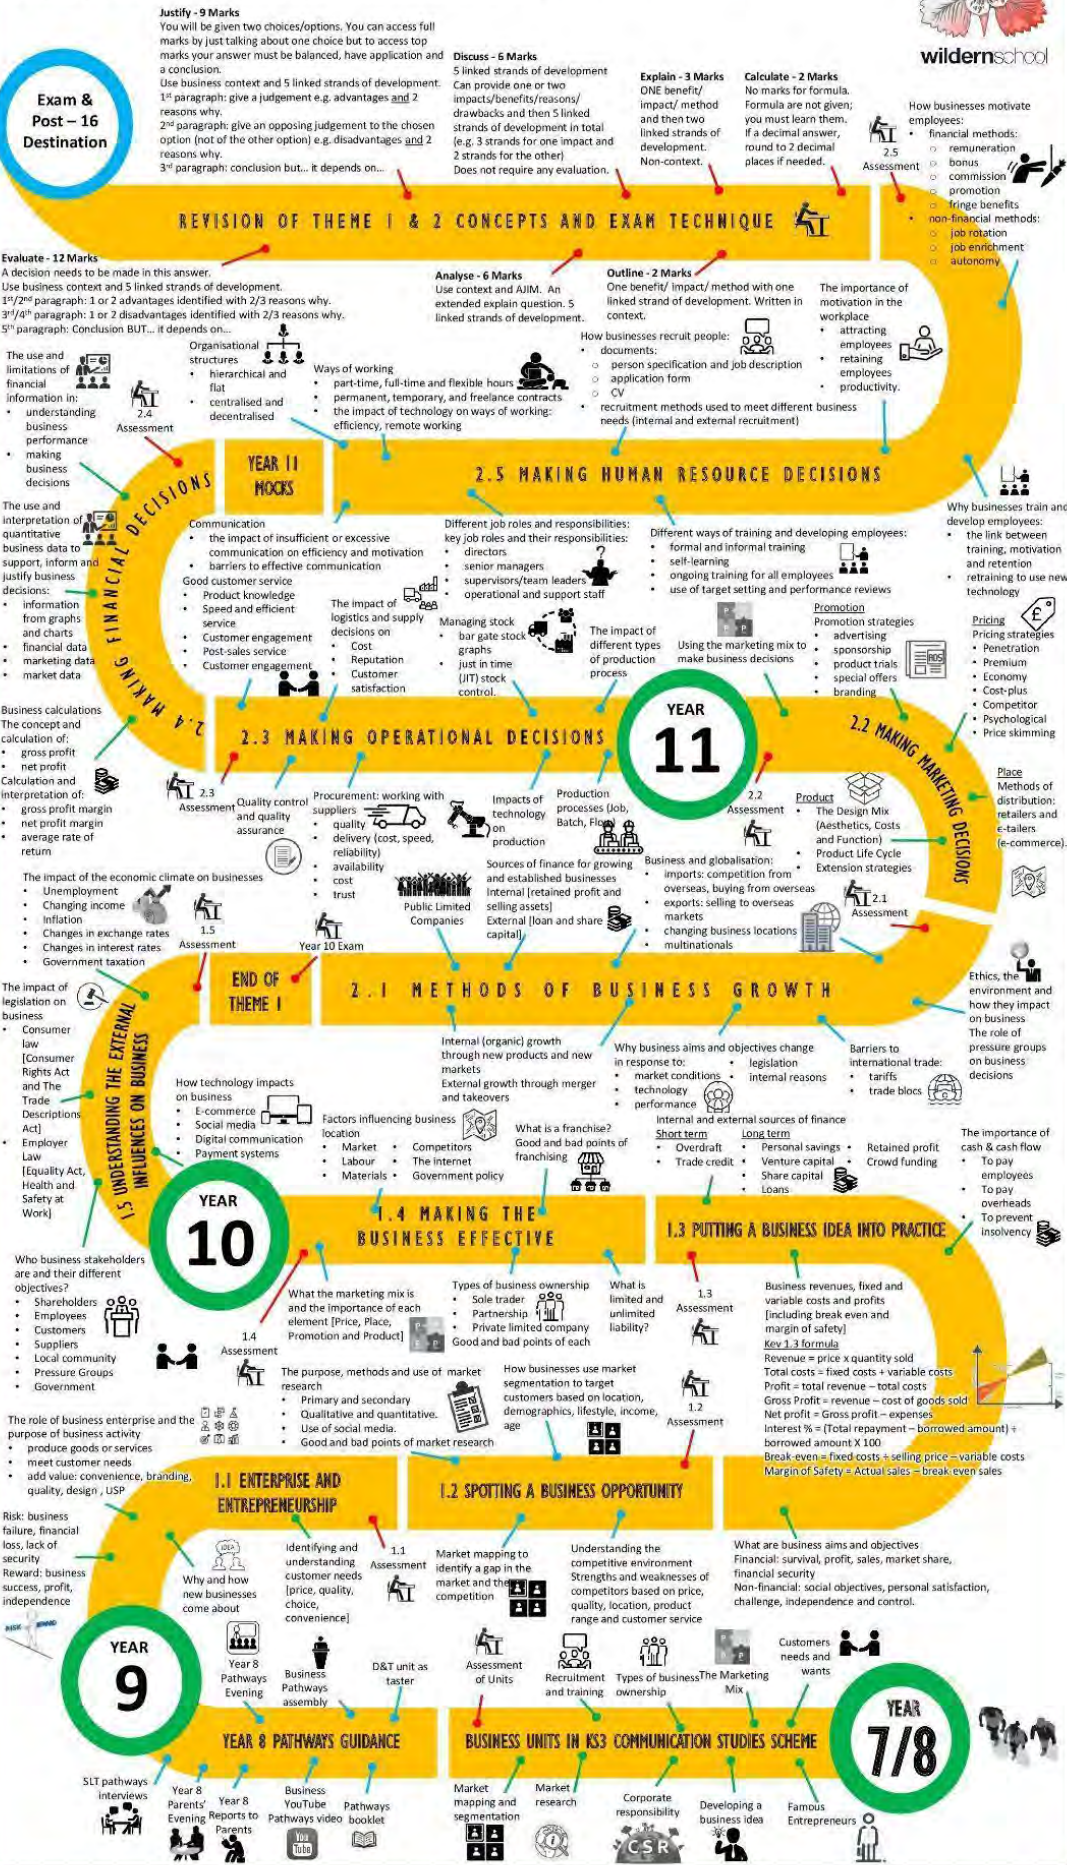 wildernschool
Justify - 9 Marks
You will be given two choices/options. You can access full
marks by just talking about one choice but to access top
marks your answer must be balanced, have application and
a conclusion.
Use business context and 5 linked strands of development.
1st paragraph: give a judgement e.g. advantages and 2
reasons why.
2nd paragraph: give an opposing judgement to the chosen
option (not of the other option) e.g. disadvantages and 2
reasons why.
3rd paragraph: conclusion but... it depends on...
Discuss - 6 Marks
5 linked strands of development
Can provide one or two
impacts/benefits/reasons/
drawbacks and then 5 linked
strands of development in total
(e.g. 3 strands for one impact and
2 strands for the other)
Does not require any evaluation.
Explain - 3 Marks
ONE benefit/
impact/ method
and then two
linked strands of
development.
Non-context.
Calculate - 2 Marks
No marks for formula.
Formula are not given;
you must learn them.
If a decimal answer,
round to 2 decimal
places if needed.
2.5
Assessment
How businesses motivate
employees:
• financial methods:
○ remuneration
○ bonus
○ commission
○ promotion
○ fringe benefits
• non-financial methods:
○ job rotation
○ job enrichment
○ autonomy
Exam &
Post – 16
Destination
REVISION OF THEME 1 & 2 CONCEPTS AND EXAM TECHNIQUE
Evaluate - 12 Marks
A decision needs to be made in this answer.
Use business context and 5 linked strands of development.
1st/2nd paragraph: 1 or 2 advantages identified with 2/3 reasons why.
3rd/4th paragraph: 1 or 2 disadvantages identified with 2/3 reasons why.
5th paragraph: Conclusion BUT... it depends on...
Analyse - 6 Marks
Use context and AJIM. An
extended explain question. 5
linked strands of development.
Outline - 2 Marks
One benefit/ impact/ method with one
linked strand of development. Written in
context.
The importance of
motivation in the
workplace
• attracting
employees
• retaining
employees
• productivity.
How businesses recruit people:
• documents:
○ person specification and job description
○ application form
○ CV
• recruitment methods used to meet different business
needs (internal and external recruitment)
Ways of working
• part-time, full-time and flexible hours
• permanent, temporary, and freelance contracts
• the impact of technology on ways of working:
efficiency, remote working
Organisational
structures
• hierarchical and
flat
• centralised and
decentralised
The use and
limitations of
financial
information in:
• understanding
business
performance
• making
business
decisions
2.4
Assessment
YEAR 11
MOCKS
2.5 MAKING HUMAN RESOURCE DECISIONS
2.4 MAKING FINANCIAL DECISIONS
The use and
interpretation of
quantitative
business data to
support, inform and
justify business
decisions:
• information
from graphs
and charts
• financial data
• marketing data
• market data
Communication
• the impact of insufficient or excessive
communication on efficiency and motivation
• barriers to effective communication
Different job roles and responsibilities:
key job roles and their responsibilities:
• directors
• senior managers
• supervisors/team leaders
• operational and support staff
Different ways of training and developing employees:
• formal and informal training
• self-learning
• ongoing training for all employees
• use of target setting and performance reviews
Why businesses train and
develop employees:
• the link between
training, motivation
and retention
• retraining to use new
technology
Good customer service
• Product knowledge
• Speed and efficient
service
• Customer engagement
• Post-sales service
• Customer engagement
The impact of
logistics and supply
decisions on
• Cost
• Reputation
• Customer
satisfaction
Managing stock
• bar gate stock
graphs
• just in time
(JIT) stock
control.
The impact of
different types
of production
process
Using the marketing mix to
make business decisions
Promotion
Promotion strategies
• advertising
• sponsorship
• product trials
• special offers
• branding
ADS
Pricing
Pricing strategies
• Penetration
• Premium
• Economy
• Cost-plus
• Competitor
• Psychological
• Price skimming
£
Business calculations
The concept and
calculation of:
• gross profit
• net profit
Calculation and
interpretation of:
• gross profit margin
• net profit margin
• average rate of
return
2.3 MAKING OPERATIONAL DECISIONS
YEAR
11
2.2 MAKING MARKETING DECISIONS
2.3
Assessment
Quality control
and quality
assurance
Procurement: working with
suppliers
• quality
• delivery (cost, speed,
reliability)
• availability
• cost
• trust
Impacts of
technology
on
production
Production
processes (Job,
Batch, Flow)
2.2
Assessment
Product
• The Design Mix
(Aesthetics, Costs
and Function)
• Product Life Cycle
• Extension strategies
Place
Methods of
distribution:
retailers and
e-tailers
(e-commerce).
2.1
Assessment
The impact of the economic climate on businesses
• Unemployment
• Changing income
• Inflation
• Changes in exchange rates
• Changes in interest rates
• Government taxation
1.5
Assessment
Year 10 Exam
Public Limited
Companies
Sources of finance for growing
and established businesses
Internal [retained profit and
selling assets]
External [loan and share
capital]
Business and globalisation:
• imports: competition from
overseas, buying from overseas
• exports: selling to overseas
markets
• changing business locations
• multinationals
END OF
THEME 1
2.1 METHODS OF BUSINESS GROWTH
Ethics, the
environment and
how they impact
on business
The role of
pressure groups
on business
decisions
The impact of
legislation on
business
• Consumer
law
[Consumer
Rights Act
and The
Trade
Descriptions
Act]
• Employer
Law
[Equality Act,
Health and
Safety at
Work]
1.5 UNDERSTANDING THE EXTERNAL
INFLUENCES ON BUSINESS
Internal (organic) growth
through new products and new
markets
External growth through merger
and takeovers
Why business aims and objectives change
in response to:
• market conditions
• technology
• performance
• legislation
• internal reasons
Barriers to
international trade:
• tariffs
• trade blocs
How technology impacts
on business
• E-commerce
• Social media
• Digital communication
• Payment systems
Factors influencing business
location
• Market
• Labour
• Materials
• Competitors
• The Internet
• Government policy
What is a franchise?
Good and bad points of
franchising
Internal and external sources of finance
Short term
• Overdraft
• Trade credit
Long term
• Personal savings
• Venture capital
• Share capital
• Loans
• Retained profit
• Crowd funding
The importance of
cash & cash flow
• To pay
employees
• To pay
overheads
• To prevent
insolvency
YEAR
10
1.4 MAKING THE
BUSINESS EFFECTIVE
1.3 PUTTING A BUSINESS IDEA INTO PRACTICE
Who business stakeholders
are and their different
objectives?
• Shareholders
• Employees
• Customers
• Suppliers
• Local community
• Pressure Groups
• Government
1.4
Assessment
What the marketing mix is
and the importance of each
element [Price, Place,
Promotion and Product]
Types of business ownership
• Sole trader
• Partnership
• Private limited company
Good and bad points of each
What is
limited and
unlimited
liability?
1.3
Assessment
Business revenues, fixed and
variable costs and profits
[including break even and
margin of safety]
Key 1.3 formula
Revenue = price x quantity sold
Total costs = fixed costs + variable costs
Profit = total revenue – total costs
Gross Profit = revenue – cost of goods sold
Net profit = Gross profit – expenses
Interest % = (Total repayment – borrowed amount) ÷
borrowed amount X 100
Break-even = fixed costs ÷ selling price – variable costs
Margin of Safety = Actual sales – break even sales
The purpose, methods and use of market
research
• Primary and secondary
• Qualitative and quantitative.
• Use of social media.
• Good and bad points of market research
How businesses use market
segmentation to target
customers based on location,
demographics, lifestyle, income,
age
1.2
Assessment
The role of business enterprise and the
purpose of business activity
• produce goods or services
• meet customer needs
• add value: convenience, branding,
quality, design , USP
1.1 ENTERPRISE AND
ENTREPRENEURSHIP
1.2 SPOTTING A BUSINESS OPPORTUNITY
Risk: business
failure, financial
loss, lack of
security
Reward: business
success, profit,
independence
RISK
REWARD
IDEA
Why and how
new businesses
come about
Identifying and
understanding
customer needs
[price, quality,
choice,
convenience]
1.1
Assessment
Market mapping to
identify a gap in the
market and the
competition
Understanding the
competitive environment
Strengths and weaknesses of
competitors based on price,
quality, location, product
range and customer service
What are business aims and objectives
Financial: survival, profit, sales, market share,
financial security
Non-financial: social objectives, personal satisfaction,
challenge, independence and control.
YEAR
9
Year 8
Pathways
Evening
Business
Pathways
assembly
D&T unit as
taster
Assessment
of Units
Recruitment
and training
Types of business
ownership
The Marketing
Mix
Customers
needs and
wants
YEAR 8 PATHWAYS GUIDANCE
BUSINESS UNITS IN KS3 COMMUNICATION STUDIES SCHEME
YEAR
7/8
SLT pathways
interviews
Year 8
Parents'
Evening
Year 8
Reports to
Parents
Business
YouTube
Pathways video
You
Tube
Pathways
booklet
Market
mapping and
segmentation
Market
research
Corporate
responsibility
CSR
Developing a
business idea
Famous
Entrepreneurs